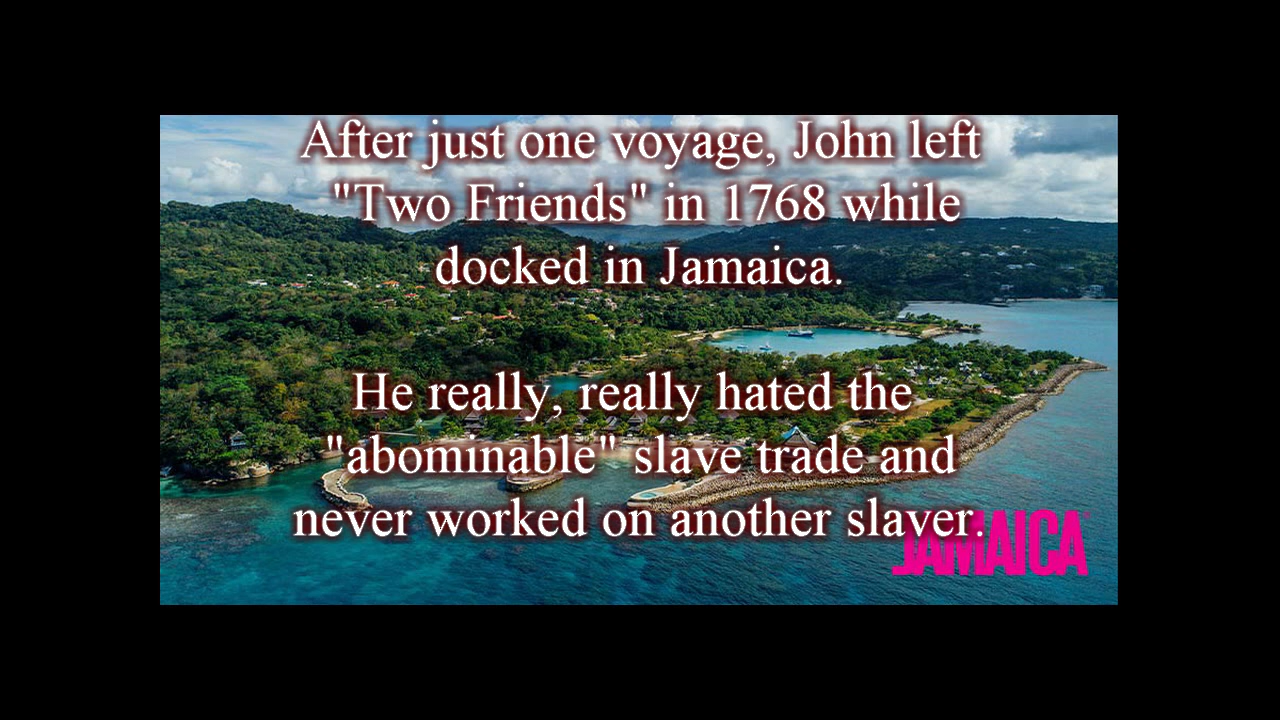 After just one voyage, John left
"Two Friends" in 1768 while
docked in Jamaica.
He really, really hated the
"abominable" slave trade and
never worked on another slaver.
JAMAICA